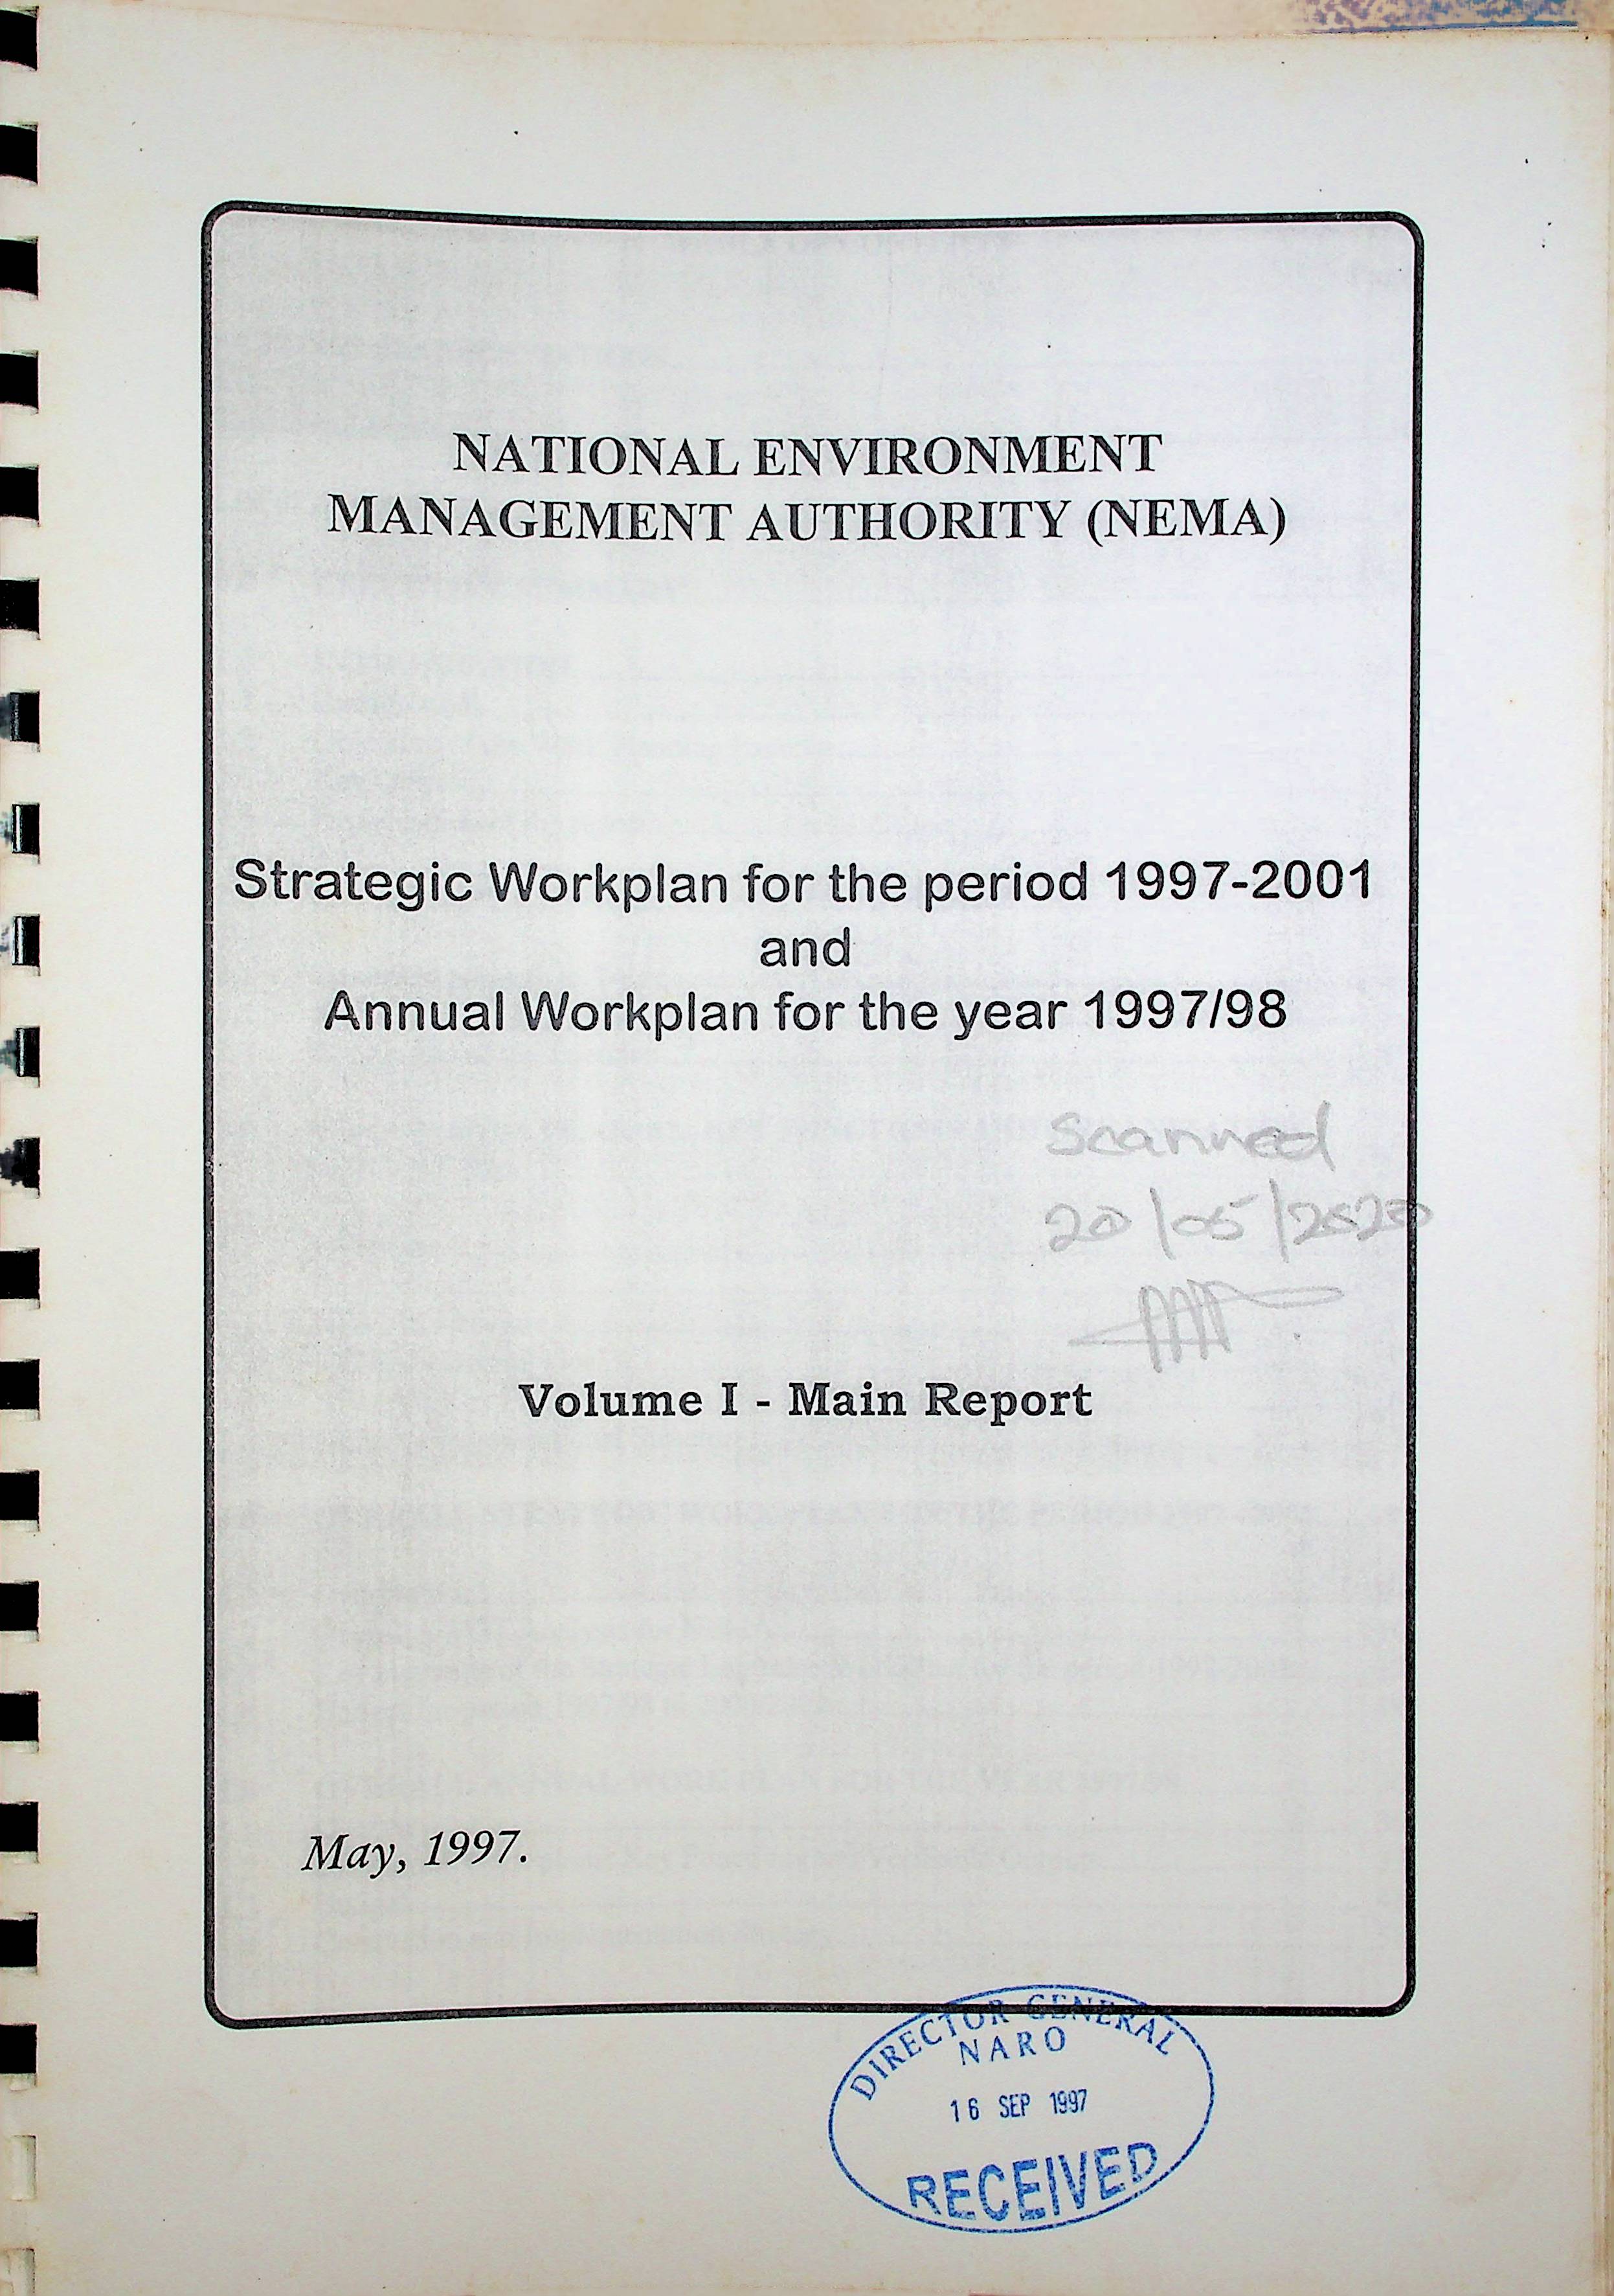 NATIONAL ENVIRONMENT
MANAGEMENT AUTHORITY (NEMA)
Strategic Workplan for the period 1997-2001
and
Annual Workplan for the year 1997/98
Scanned
20/05/2020
Volume I - Main Report
May, 1997.
DIRECTOR GENERAL
NARO
16 SEP 1997
RECEIVED